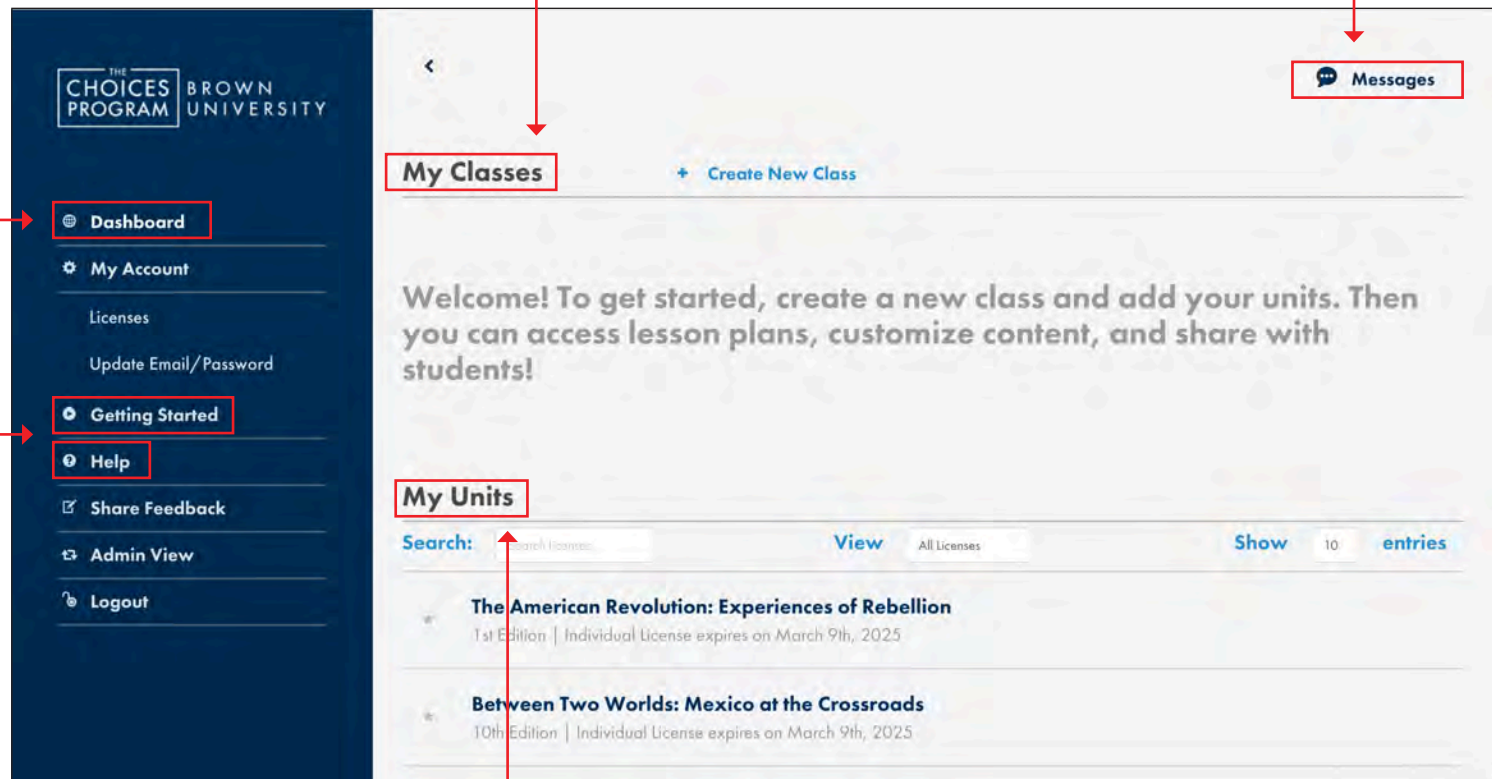 THE
CHOICES
PROGRAM
BROWN
UNIVERSITY
Dashboard
My Account
Licenses
Update Email/Password
Getting Started
Help
Share Feedback
Admin View
Logout
Messages
My Classes
+ Create New Class
Welcome! To get started, create a new class and add your units. Then
you can access lesson plans, customize content, and share with
students!
My Units
Search: Search licenses View All Licenses Show 10 entries
The American Revolution: Experiences of Rebellion
1st Edition | Individual License expires on March 9th, 2025
Between Two Worlds: Mexico at the Crossroads
10th Edition | Individual License expires on March 9th, 2025